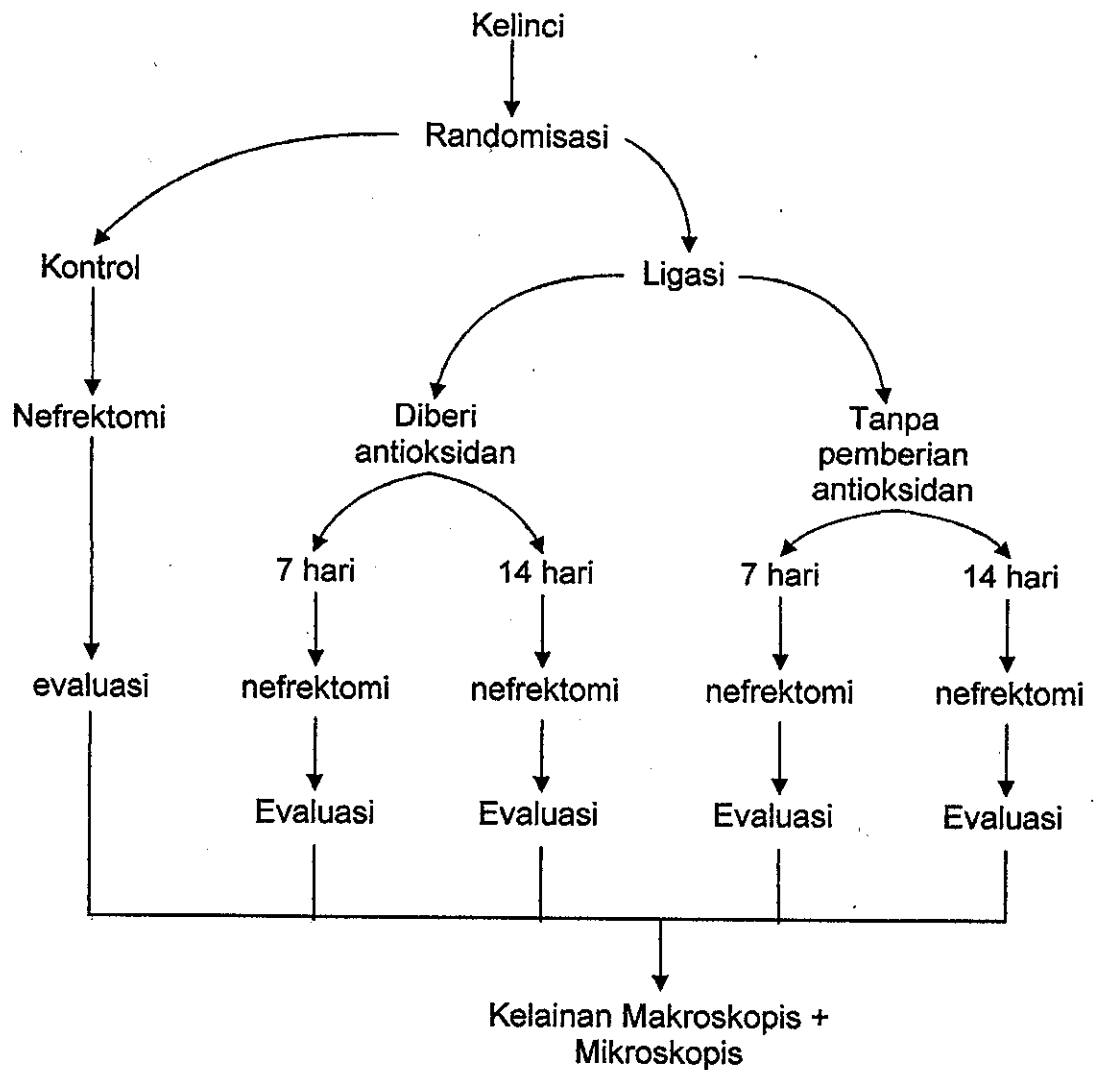 Kelinci
Randomisasi
Kontrol
Ligasi
Nefrektomi
Diberi
antioksidan
Tanpa
pemberian
antioksidan
7 hari
14 hari
7 hari
14 hari
evaluasi
nefrektomi
nefrektomi
nefrektomi
nefrektomi
Evaluasi
Evaluasi
Evaluasi
Evaluasi
Kelainan Makroskopis +
Mikroskopis